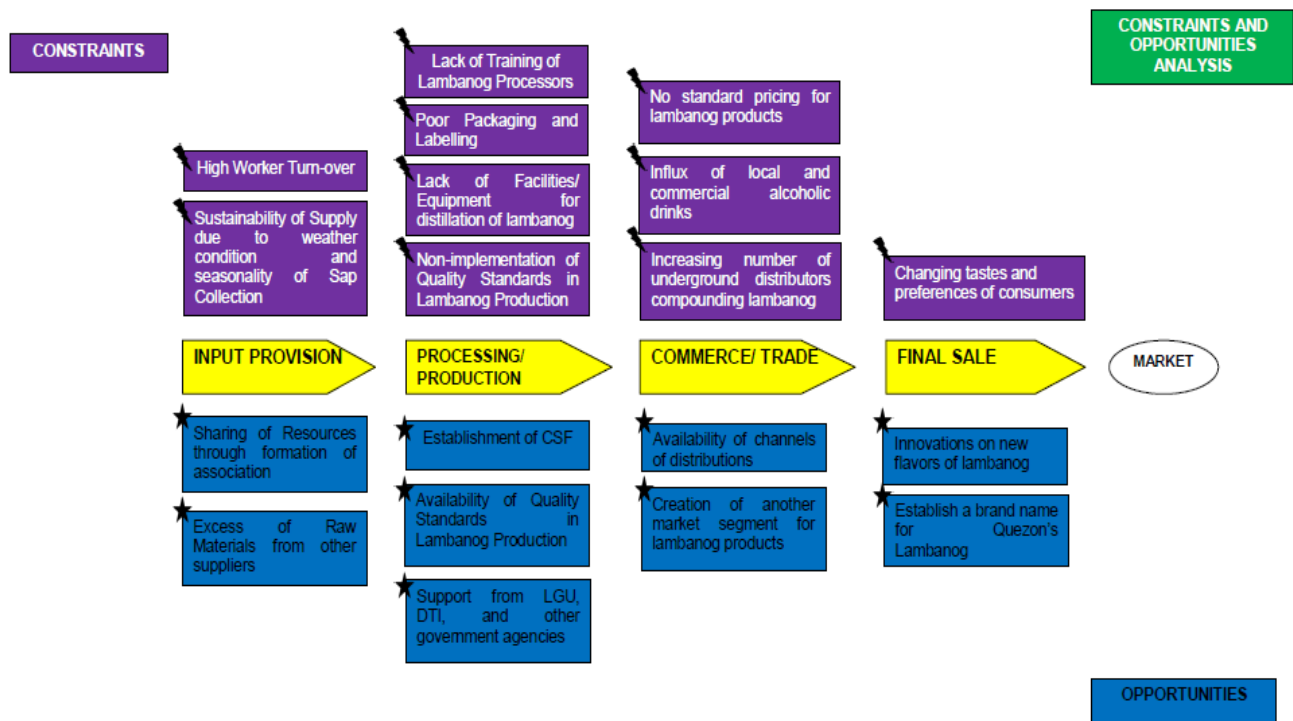 CONSTRAINTS
CONSTRAINTS AND
OPPORTUNITIES
ANALYSIS
High Worker Turn-over
Sustainability of Supply
due to weather
condition and
seasonality of Sap
Collection
Lack of Training of
Lambanog Processors
Poor Packaging and
Labelling
Lack of Facilities/
Equipment for
distillation of lambanog
Non-implementation of
Quality Standards in
Lambanog Production
No standard pricing for
lambanog products
Influx of local and
commercial alcoholic
drinks
Increasing number of
underground distributors
compounding lambanog
Changing tastes and
preferences of consumers
INPUT PROVISION
PROCESSING/
PRODUCTION
COMMERCE/ TRADE
FINAL SALE
MARKET
Sharing of Resources
through formation of
association
Excess of Raw
Materials from other
suppliers
Establishment of CSF
Availability of Quality
Standards in
Lambanog Production
Support from LGU,
DTI, and other
government agencies
Availability of channels
of distributions
Creation of another
market segment for
lambanog products
Innovations on new
flavors of lambanog
Establish a brand name
for Quezon's
Lambanog
OPPORTUNITIES